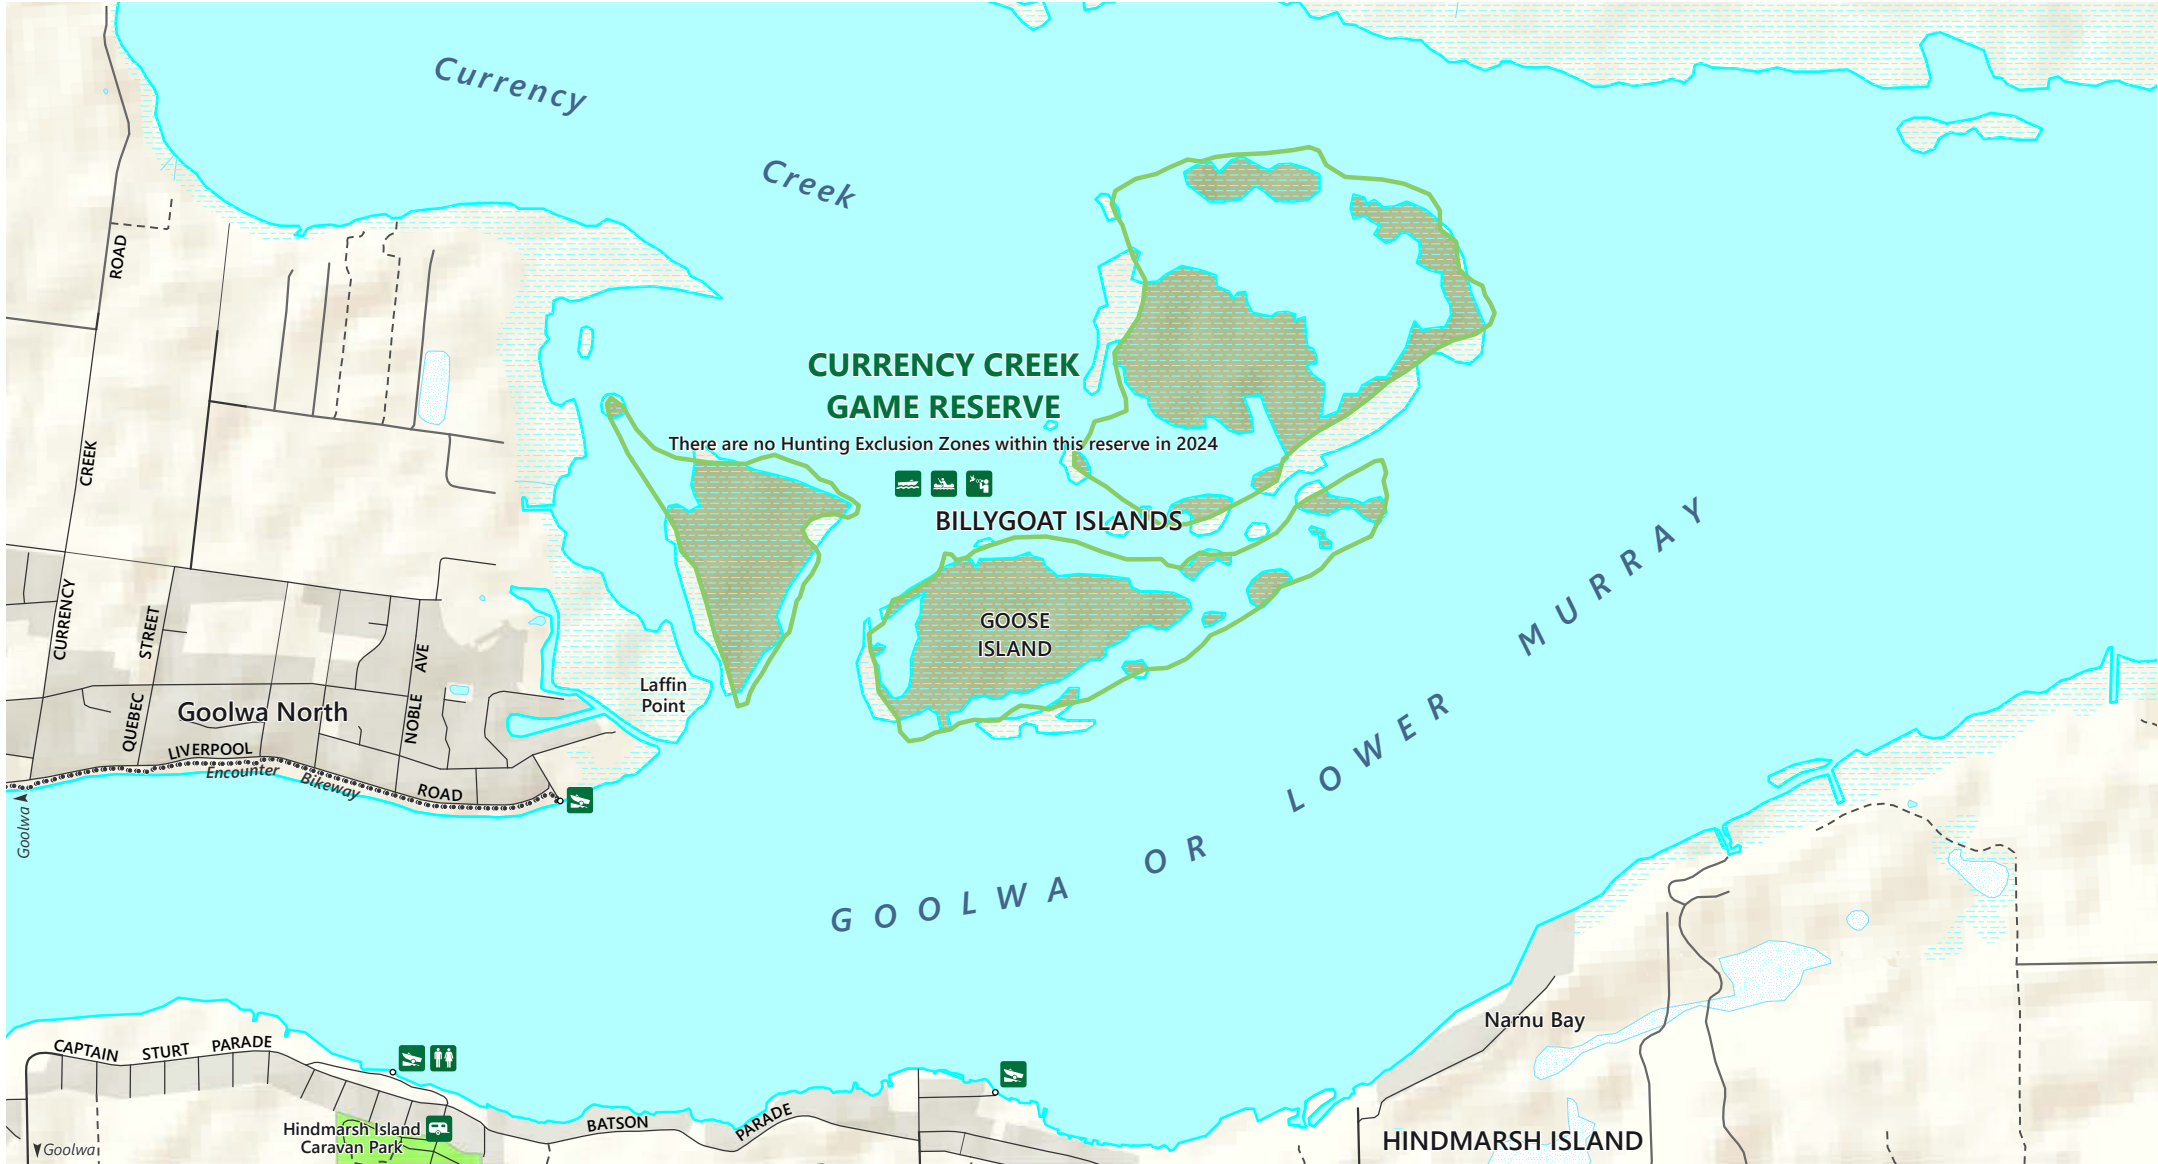 Currency
Creek
ROAD
CREEK
CURRENCY
CURRENCY CREEK
GAME RESERVE
There are no Hunting Exclusion Zones within this reserve in 2024
BILLYGOAT ISLANDS
GOOSE
ISLAND
Laffin
Point
STREET
QUEBEC
AVE
NOBLE
Goolwa North
LIVERPOOL
ROAD
Encounter Bikeway
Goolwa
GOOLWA OR LOWER MURRAY
CAPTAIN STURT PARADE
Hindmarsh Island
Caravan Park
Goolwa
BATSON PARADE
Narnu Bay
HINDMARSH ISLAND